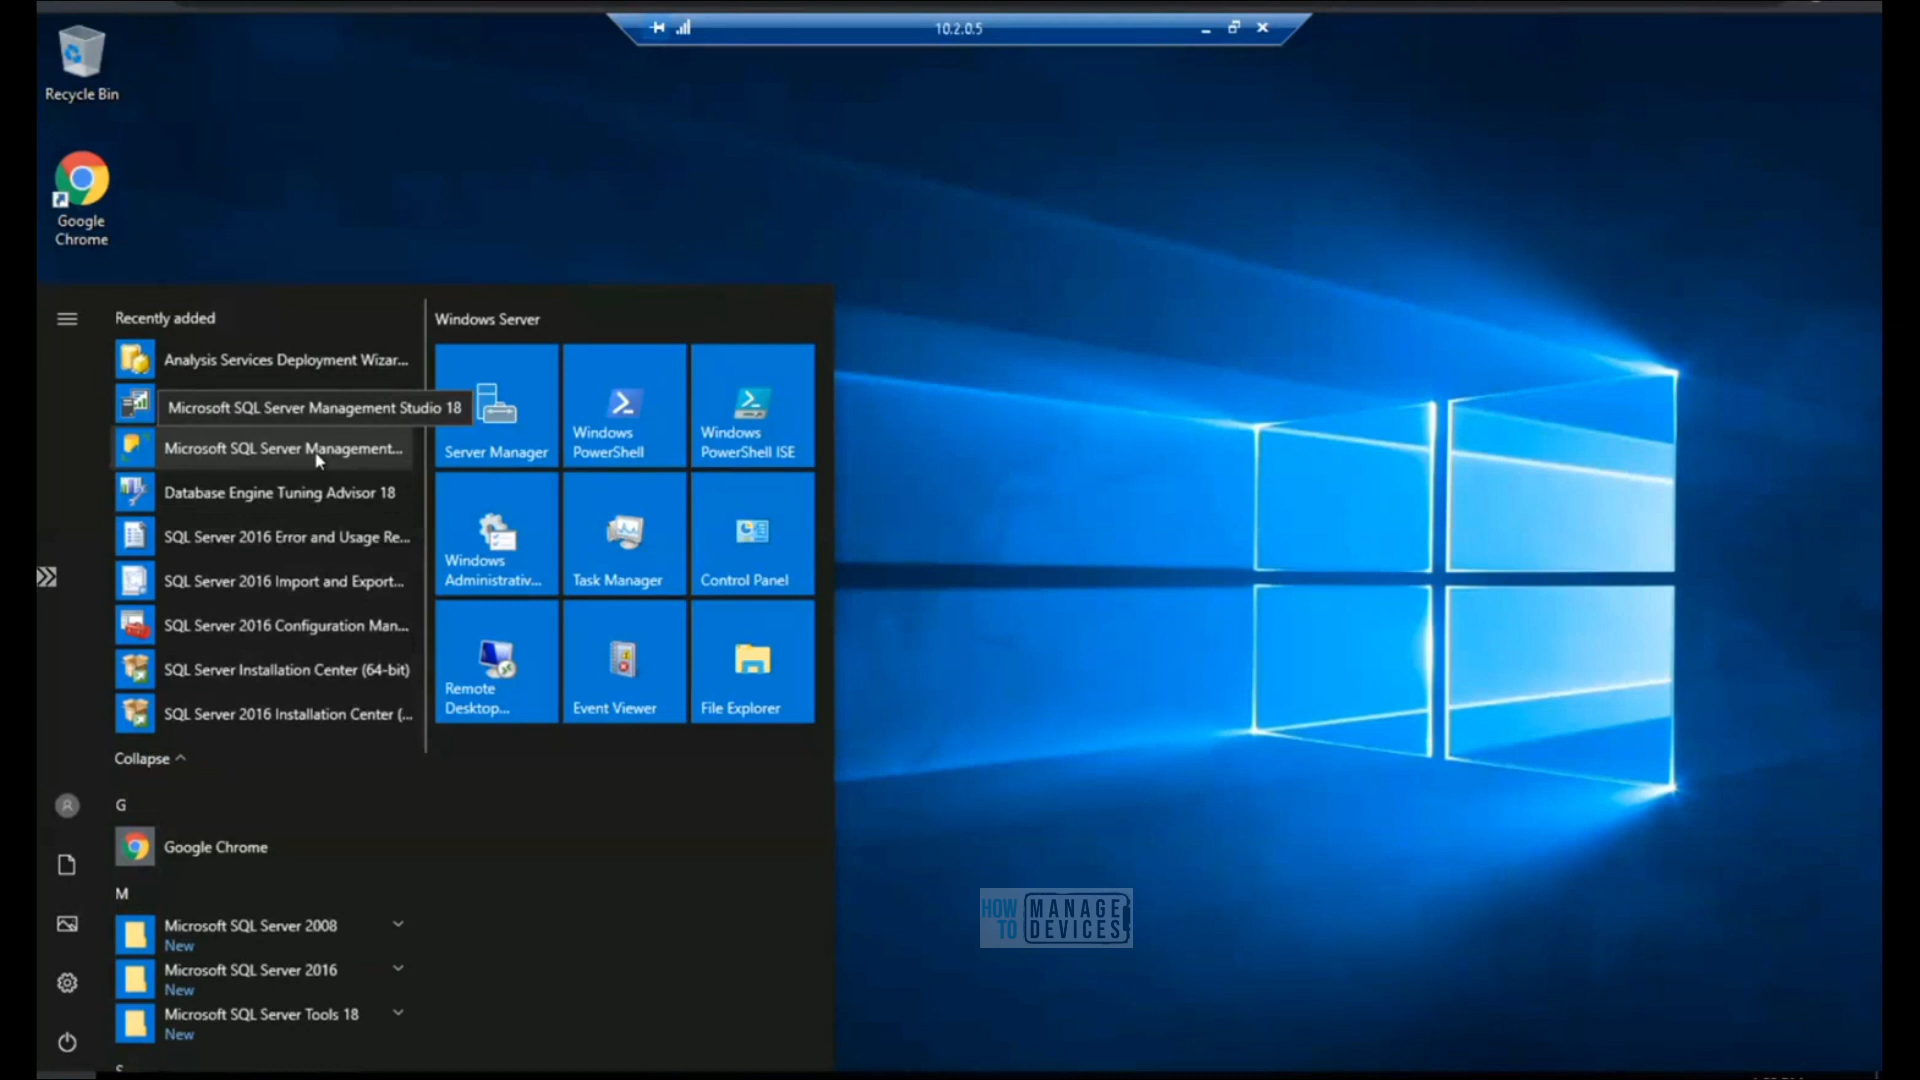 10.2.0.5
Recycle Bin
Google
Chrome
Recently added
Analysis Services Deployment Wizar...
Microsoft SQL Server Management Studio 18
Microsoft SQL Server Management...
Database Engine Tuning Advisor 18
SQL Server 2016 Error and Usage Re...
SQL Server 2016 Import and Export...
SQL Server 2016 Configuration Man...
SQL Server Installation Center (64-bit)
SQL Server 2016 Installation Center (...
Collapse
G
Google Chrome
M
Microsoft SQL Server 2008
New
Microsoft SQL Server 2016
New
Microsoft SQL Server Tools 18
New
Windows Server
Server Manager
Windows
PowerShell
Windows
PowerShell ISE
Windows
Administrativ...
Task Manager
Control Panel
Remote
Desktop...
Event Viewer
File Explorer
HOW
TO
MANAGE
DEVICES